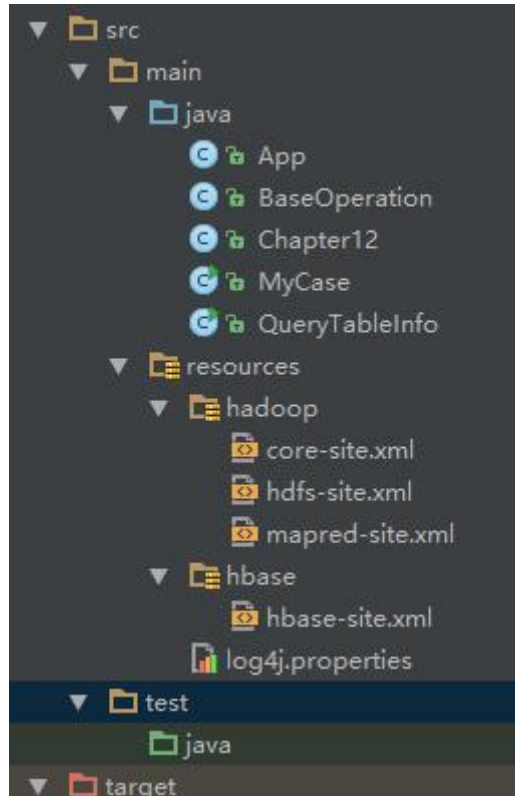 src
main
java
App
BaseOperation
Chapter12
MyCase
QueryTableInfo
resources
hadoop
core-site.xml
hdfs-site.xml
mapred-site.xml
hbase
hbase-site.xml
log4j.properties
test
java
target